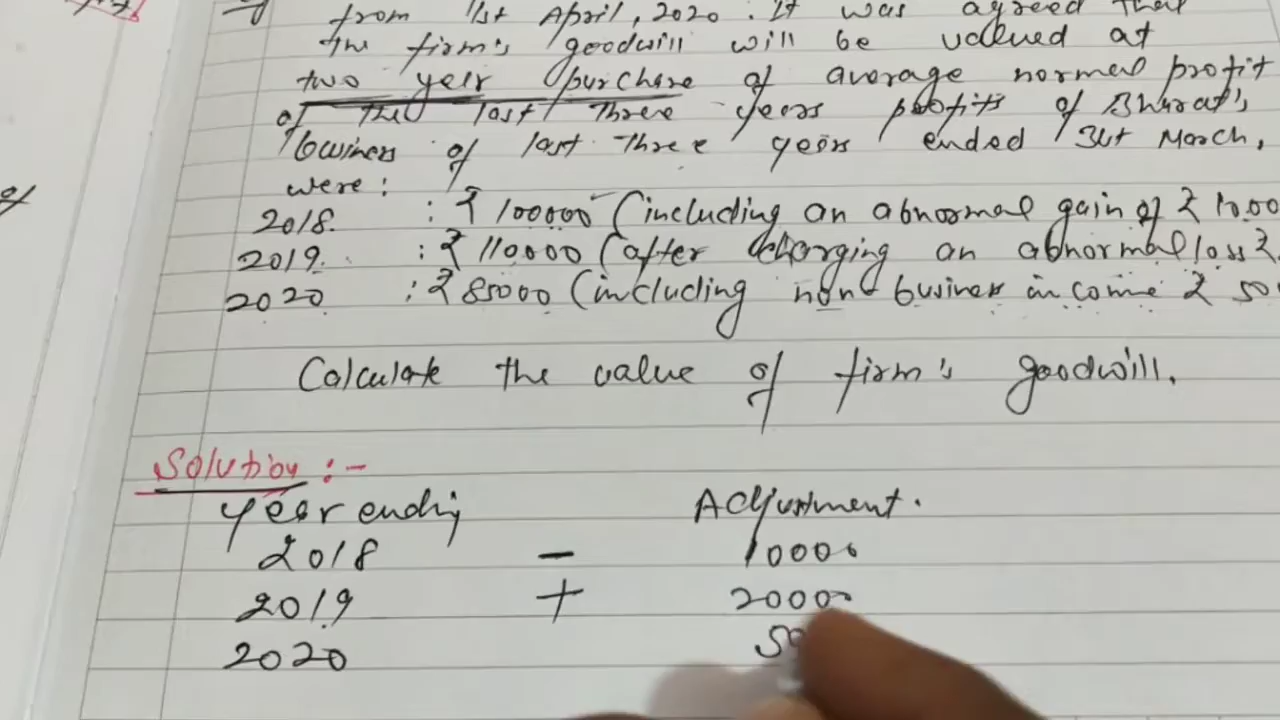 from 1st April, 2020. It was agreed that
the firm's goodwill will be valued at
two year purchase of average normal profit
of the last three years profits of Bharat's
business of last three years ended 31st March,
were:
2018. : ₹ 100000 (including an abnormal gain of ₹ 10.00
2019. : ₹ 110000 (after charging an abnormal loss ₹
2020 : ₹ 85000 (including non business income ₹ 50
Calculate the value of firm's goodwill.
Solution :-
Year ending Adjustment.
2018 - 10000
2019 + 20000
2020